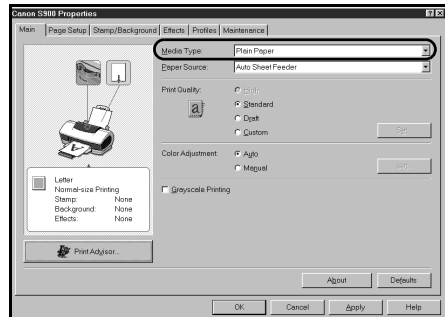 Canon S900 Properties
Main Page Setup Stamp/Background Effects Profiles Maintenance
Media Type: Plain Paper
Paper Source: Auto Sheet Feeder
Print Quality: High
Standard
Draft
Custom Set...
Color Adjustment: Auto
Manual Set...
Grayscale Printing
Letter
Normal-size Printing
Stamp: None
Background: None
Effects: None
Print Advisor...
About Defaults
OK Cancel Apply Help